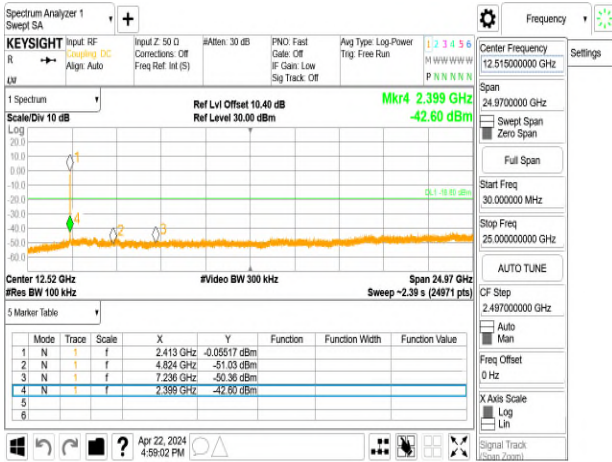 Spectrum Analyzer 1
Swept SA
Frequency
Settings
KEYSIGHT
R
Input: RF
Coupling: DC
Align: Auto
Input Z: 50 Ω
Corrections: Off
Freq Ref: Int (S)
#Atten: 30 dB
PNO: Fast
Gate: Off
IF Gain: Low
Sig Track: Off
Avg Type: Log-Power
Trig: Free Run
1 2 3 4 5 6
M W W W W W
P N N N N N
1 Spectrum
Scale/Div 10 dB
Ref Lvl Offset 10.40 dB
Ref Level 30.00 dBm
Mkr4 2.399 GHz
-42.60 dBm
Log
20.0
10.0
0.00
-10.0
-20.0
-30.0
-40.0
-50.0
-60.0
1
4
2
3
Center 12.52 GHz
#Res BW 100 kHz
#Video BW 300 kHz
Span 24.97 GHz
Sweep ~2.39 s (24971 pts)
5 Marker Table
Mode Trace Scale X Y Function Function Width Function Value
1 N 1 f 2.413 GHz -0.05517 dBm
2 N 1 f 4.824 GHz -51.03 dBm
3 N 1 f 7.236 GHz -50.36 dBm
4 N 1 f 2.399 GHz -42.60 dBm
5
6
Apr 22, 2024
4:59:02 PM
Center Frequency
12.515000000 GHz
Span
24.9700000 GHz
Swept Span
Zero Span
Full Span
Start Freq
30.000000 MHz
Stop Freq
25.000000000 GHz
AUTO TUNE
CF Step
2.497000000 GHz
Auto
Man
Freq Offset
0 Hz
X Axis Scale
Log
Lin
Signal Track
(Span Zoom)